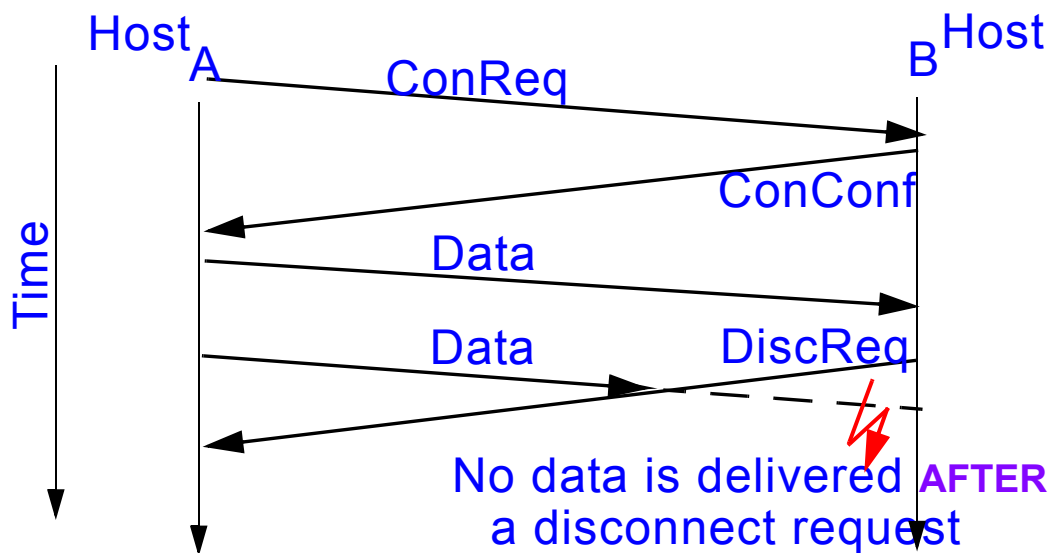 Host
A
Host
B
ConReq
ConConf
Time
Data
Data
DiscReq
No data is delivered AFTER
a disconnect request